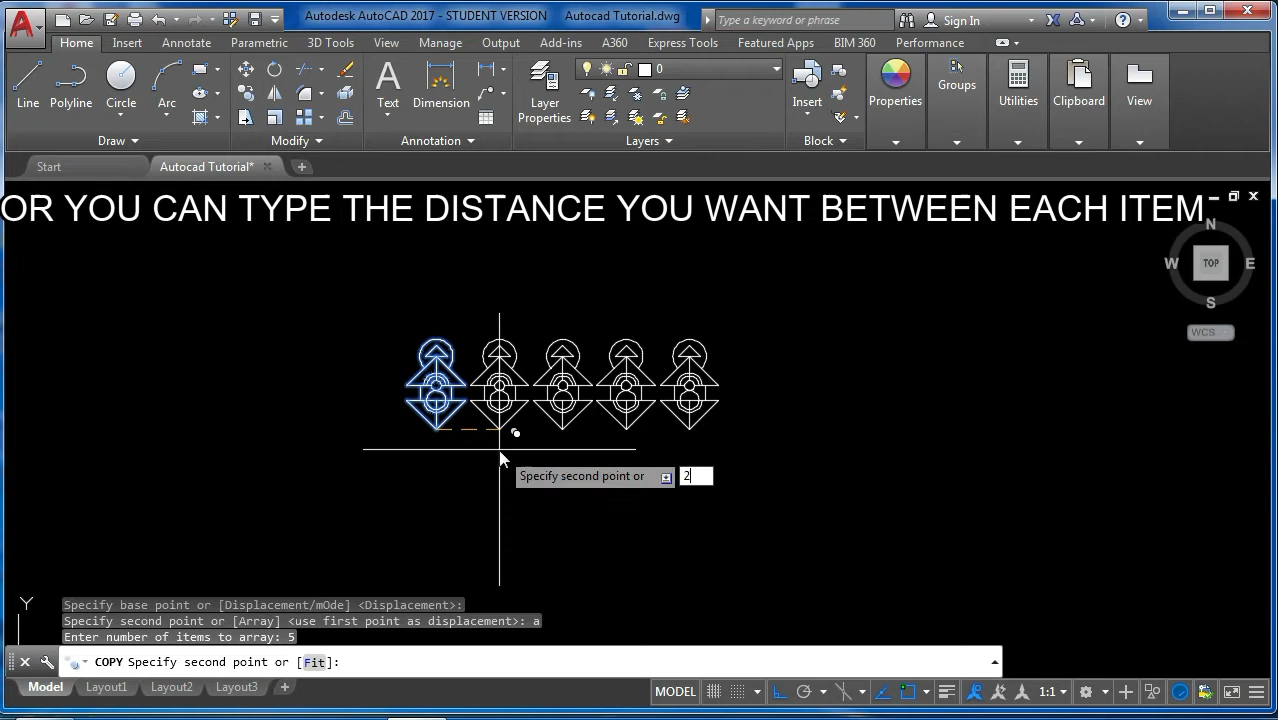 Autodesk AutoCAD 2017 - STUDENT VERSION Autocad Tutorial.dwg Type a keyword or phrase Sign In
Home Insert Annotate Parametric 3D Tools View Manage Output Add-ins A360 Express Tools Featured Apps BIM 360 Performance
0
Line Polyline Circle Arc Text Dimension Layer Properties Insert Properties Groups Utilities Clipboard View
Draw Modify Annotation Layers Block
Start Autocad Tutorial*
OR YOU CAN TYPE THE DISTANCE YOU WANT BETWEEN EACH ITEM
N
W TOP E
S
WCS
Specify second point or 2
Y
Specify base point or [Displacement/mOde] <Displacement>:
Specify second point or [Array] <use first point as displacement>: a
Enter number of items to array: 5
COPY Specify second point or [Fit]:
Model Layout1 Layout2 Layout3 MODEL 1:1